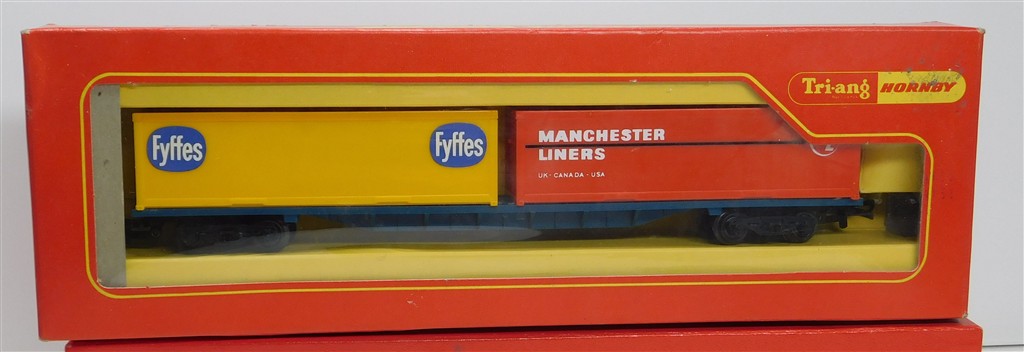 Tri-ang HORNBY
Fyffes Fyffes
MANCHESTER
LINERS
UK - CANADA - USA